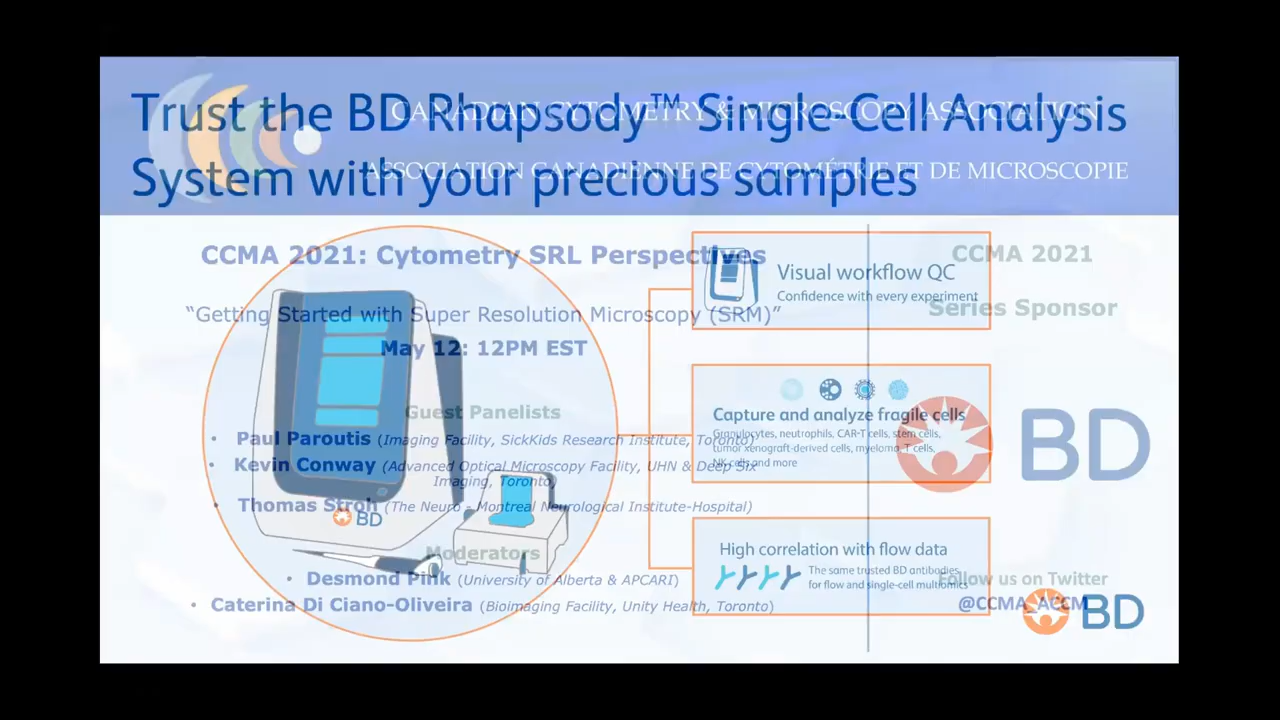 Trust the BD Rhapsody™ Single-Cell Analysis
System with your precious samples
CANADIAN CYTOMETRY & MICROSCOPY ASSOCIATION
ASSOCIATION CANADIENNE DE CYTOMÉTRIE ET DE MICROSCOPIE
CCMA 2021: Cytometry SRL Perspectives
“Getting Started with Super Resolution Microscopy (SRM)”
May 12: 12PM EST
Guest Panelists
• Paul Paroutis (Imaging Facility, SickKids Research Institute, Toronto)
• Kevin Conway (Advanced Optical Microscopy Facility, UHN & Deep Six
Imaging, Toronto)
• Thomas Stroh (The Neuro - Montreal Neurological Institute-Hospital)
Moderators
• Desmond Pink (University of Alberta & APCARI)
• Caterina Di Ciano-Oliveira (Bioimaging Facility, Unity Health, Toronto)
BD
Visual workflow QC
Confidence with every experiment
Capture and analyze fragile cells
Granulocytes, neutrophils, CAR-T cells, stem cells,
tumor xenograft-derived cells, myeloma, T cells,
NK cells and more
High correlation with flow data
The same trusted BD antibodies
for flow and single-cell multiomics
CCMA 2021
Series Sponsor
BD
Follow us on Twitter
@CCMA_ACCM
BD